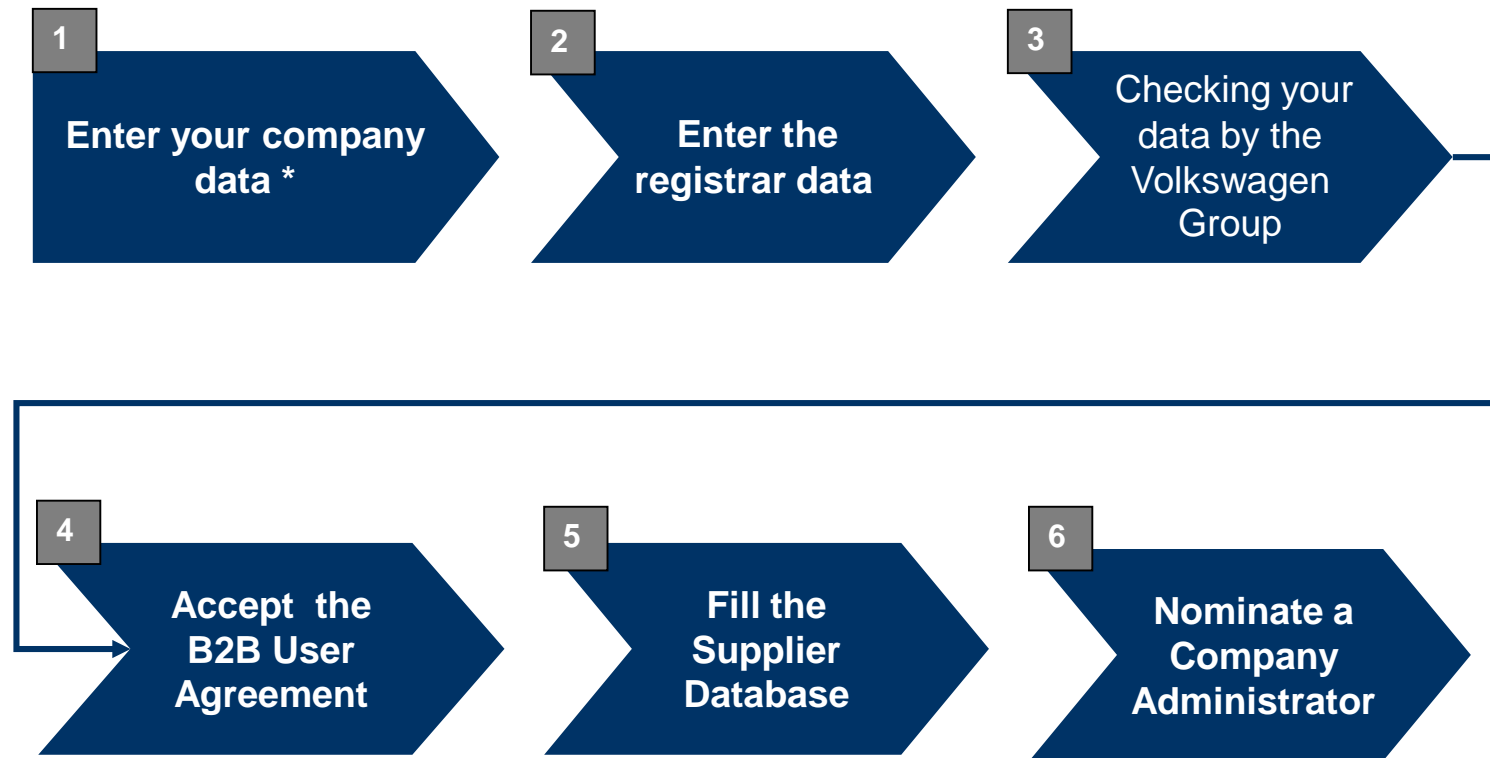 1
Enter your company
data *
2
Enter the
registrar data
3
Checking your
data by the
Volkswagen
Group
4
Accept  the
B2B User
Agreement
5
Fill the
Supplier
Database
6
Nominate a
Company
Administrator